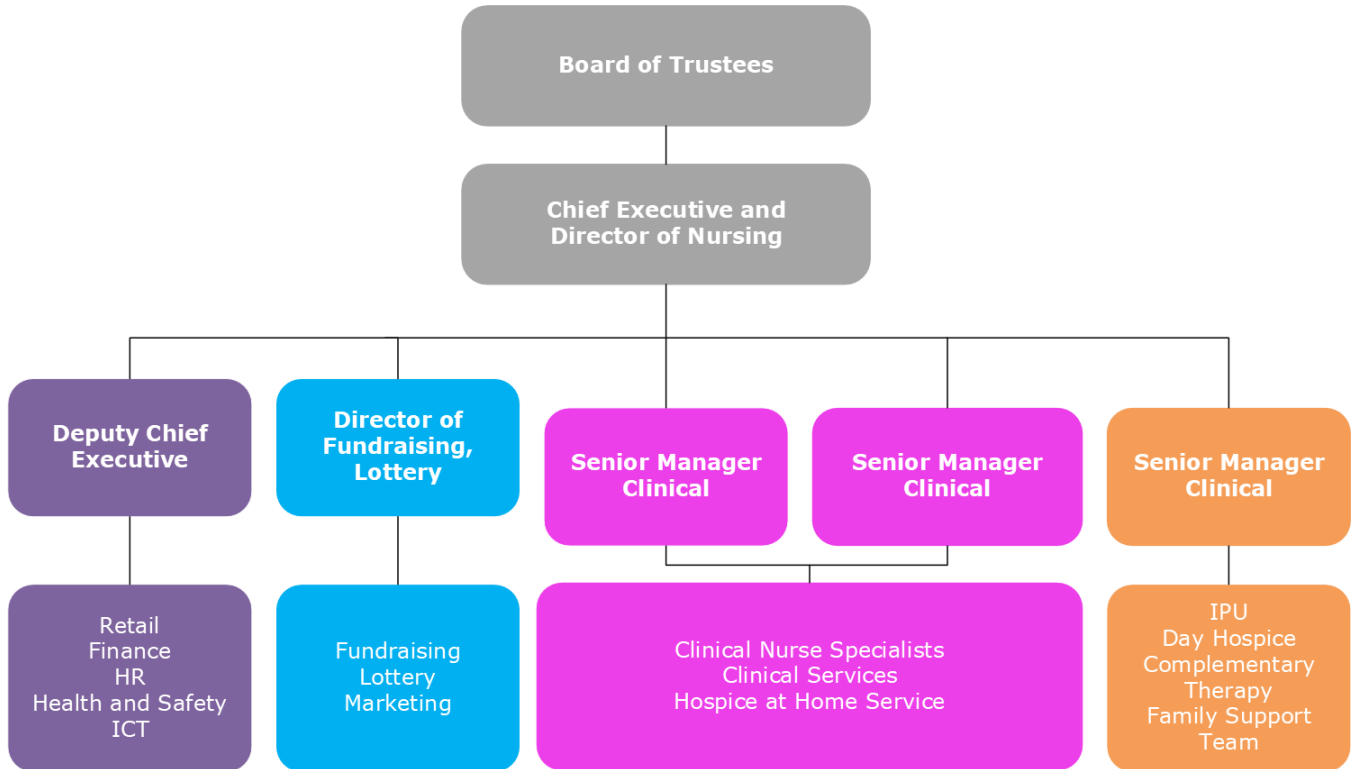 Board of Trustees
Chief Executive and
Director of Nursing
Deputy Chief
Executive
Director of
Fundraising,
Lottery
Senior Manager
Clinical
Senior Manager
Clinical
Senior Manager
Clinical
Retail
Finance
HR
Health and Safety
ICT
Fundraising
Lottery
Marketing
Clinical Nurse Specialists
Clinical Services
Hospice at Home Service
IPU
Day Hospice
Complementary
Therapy
Family Support
Team